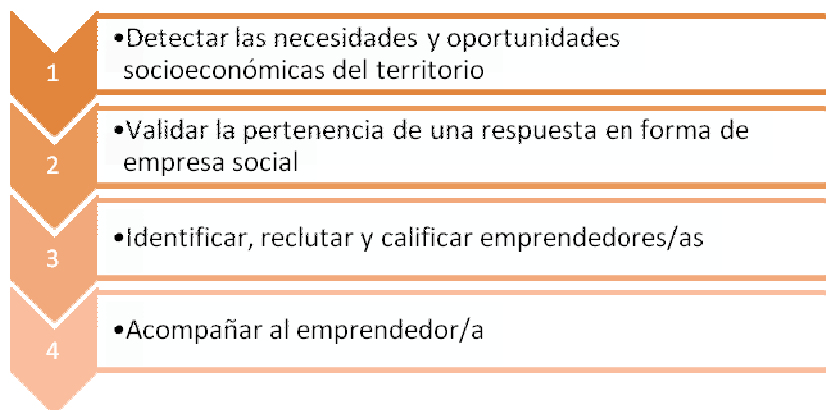 1
•Detectar las necesidades y oportunidades
socioeconómicas del territorio
2
•Validar la pertenencia de una respuesta en forma de
empresa social
3
•Identificar, reclutar y calificar emprendedores/as
4
•Acompañar al emprendedor/a